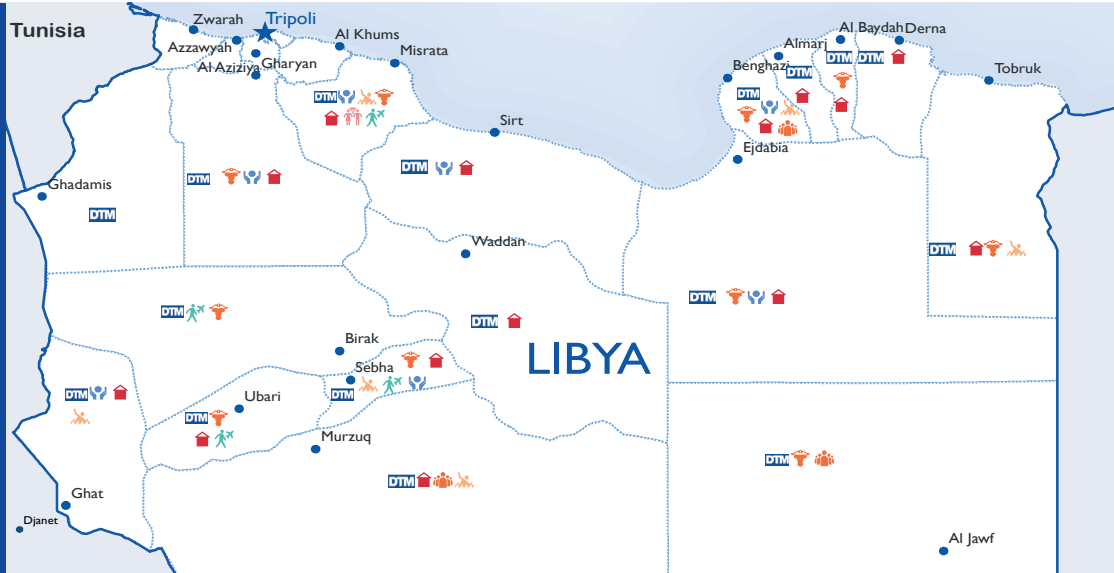 Tunisia
Zwarah
Tripoli
Azzawyah
Al Khums
Al Aziziya
Gharyan
Misrata
Al Baydah
Derna
Almarj
Benghazi
DTM
DTM
DTM
Tobruk
DTM
DTM
Sirt
Ejdabia
DTM
DTM
Ghadamis
DTM
Waddan
DTM
DTM
DTM
DTM
Birak
LIBYA
Sebha
DTM
DTM
Ubari
DTM
Murzuq
DTM
DTM
Ghat
Djanet
Al Jawf